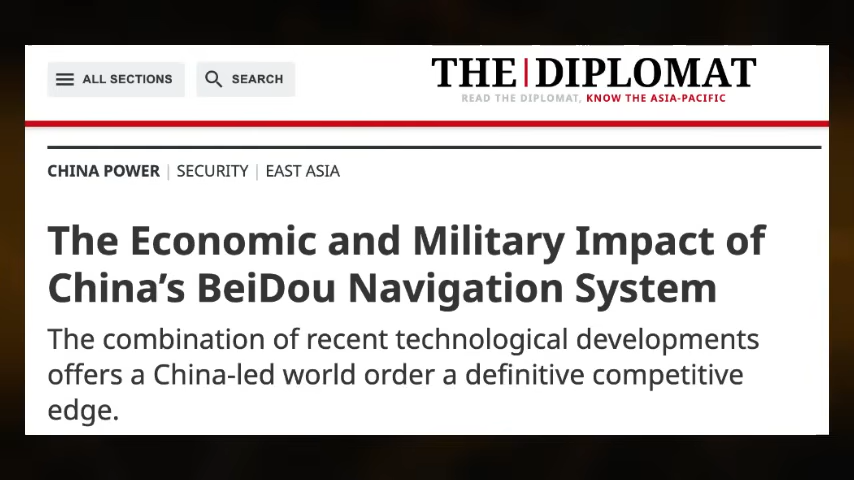 ALL SECTIONS
SEARCH
THE|DIPLOMAT
READ THE DIPLOMAT, KNOW THE ASIA-PACIFIC
CHINA POWER | SECURITY | EAST ASIA
The Economic and Military Impact of
China’s BeiDou Navigation System
The combination of recent technological developments
offers a China-led world order a definitive competitive
edge.